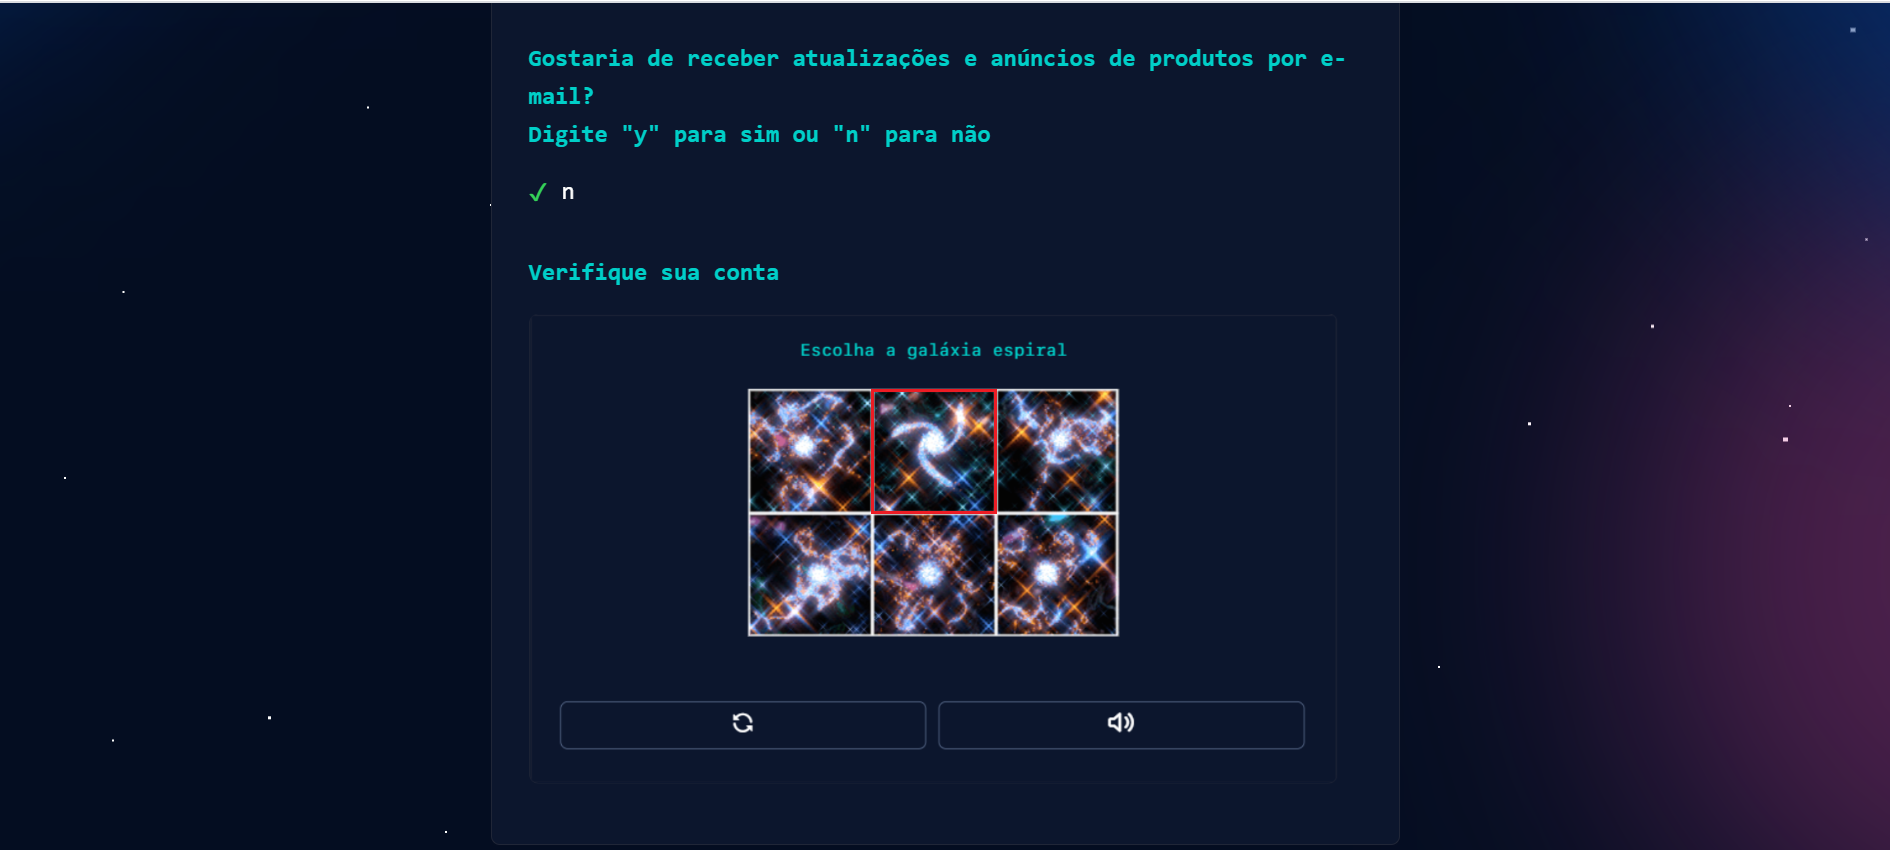 Gostaria de receber atualizações e anúncios de produtos por e-
mail?
Digite "y" para sim ou "n" para não
✓ n
Verifique sua conta
Escolha a galáxia espiral